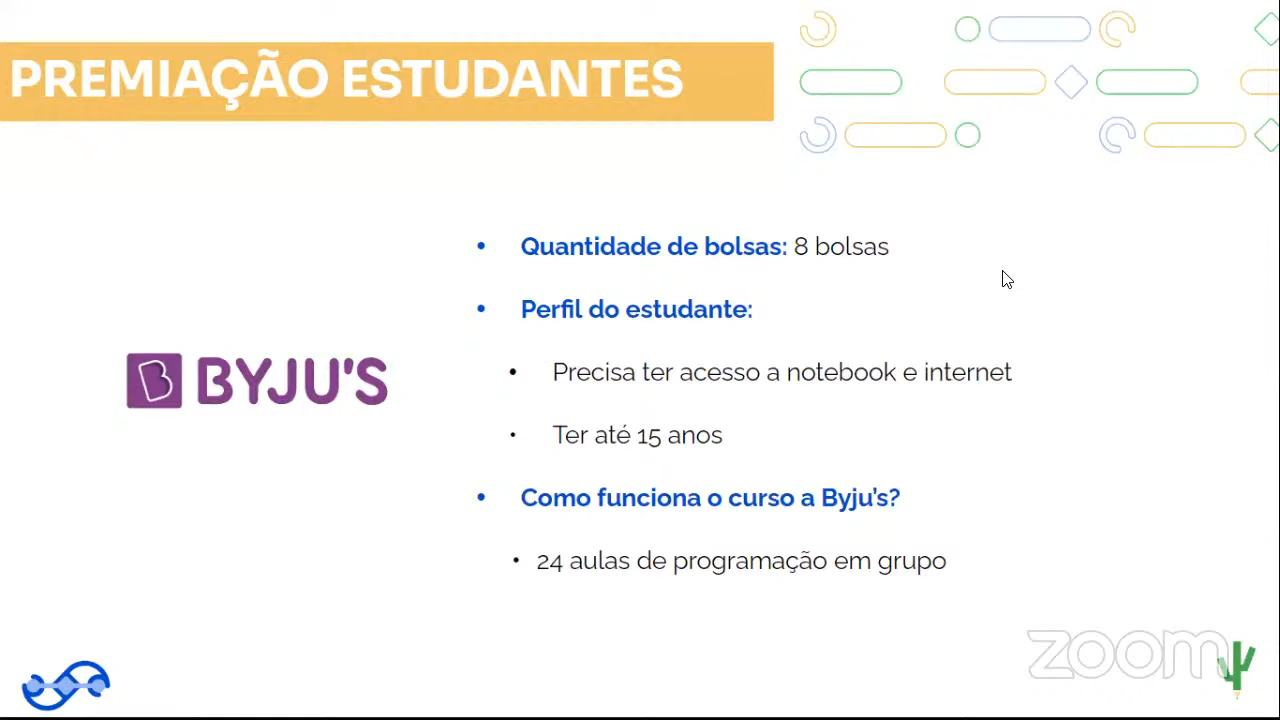 PREMIAÇÃO ESTUDANTES
• Quantidade de bolsas: 8 bolsas
• Perfil do estudante:
• Precisa ter acesso a notebook e internet
BYJU'S
• Ter até 15 anos
• Como funciona o curso a Byju's?
• 24 aulas de programação em grupo
zoom